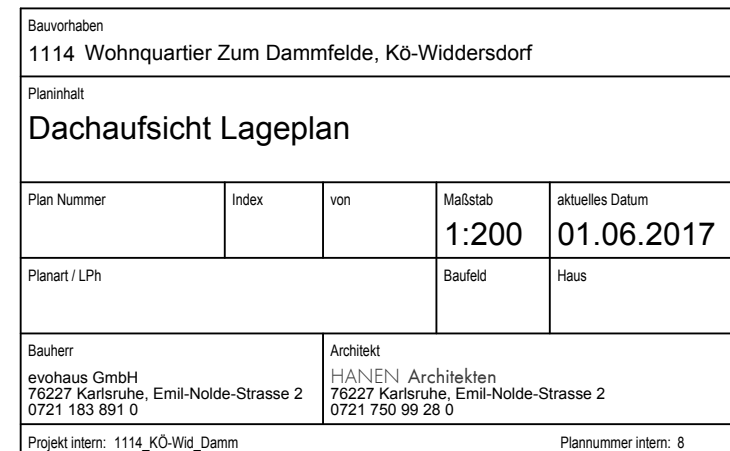 Bauvorhaben
1114 Wohnquartier Zum Dammfelde, Kö-Widdersdorf
Planinhalt
Dachaufsicht Lageplan
Plan Nummer
Index
von
Maßstab
1:200
aktuelles Datum
01.06.2017
Planart / LPh
Baufeld
Haus
Bauherr
evohaus GmbH
76227 Karlsruhe, Emil-Nolde-Strasse 2
0721 183 891 0
Architekt
HANEN Architekten
76227 Karlsruhe, Emil-Nolde-Strasse 2
0721 750 99 28 0
Projekt intern: 1114_KÖ-Wid_Damm
Plannummer intern: 8